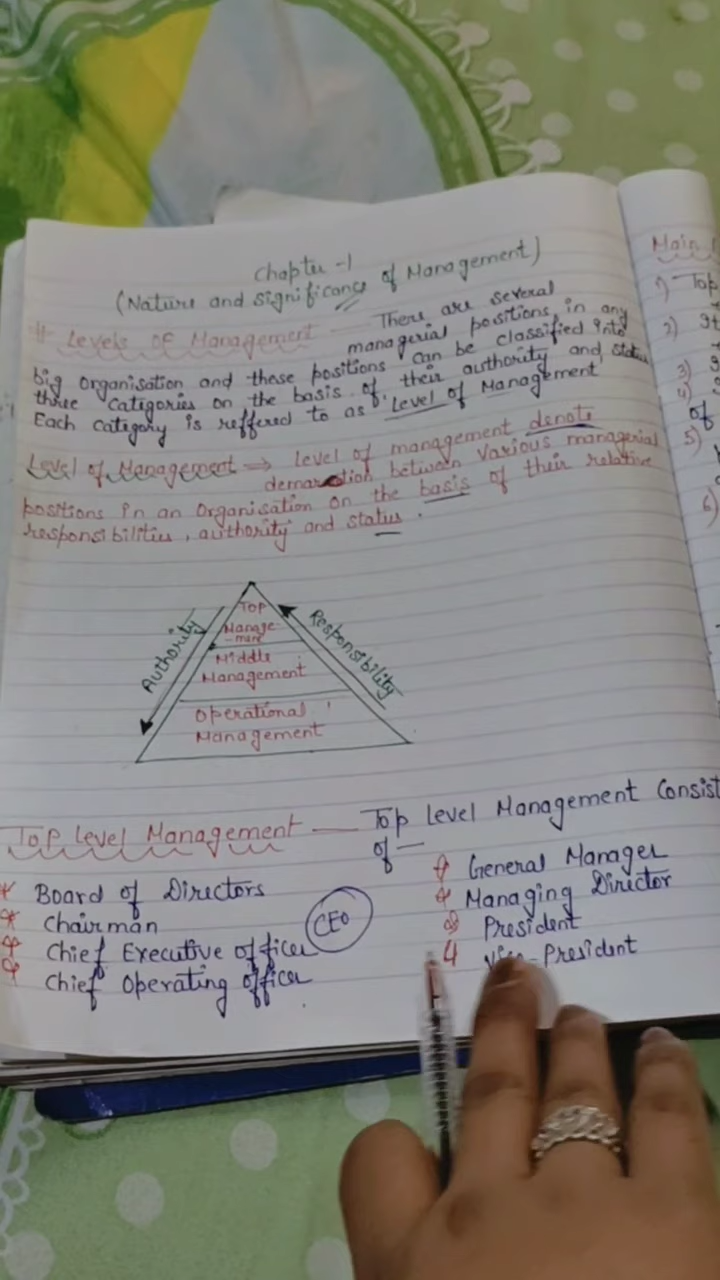 Chapter -1
(Nature and significance of Management)
# Levels of Management — There are several
managerial positions in any
big organisation and these positions can be classified into
three categories on the basis of their authority and status
Each category is reffered to as 'Level of Management'
Level of Management ⇒ Level of management denote
demarcation between various managerial
positions in an organisation on the basis of their relative
responsibilities, authority and status.
Top
Manage-
-ment
Middle
Management
Operational
Management
Authority
Responsibility
Top Level Management — Top Level Management Consist
of —
* Board of Directors
* Chairman
* Chief Executive officer
* Chief Operating officer
CEO
* General Manager
* Managing Director
* President
* Vice-President
Main
1) Top
2)
3)
4)
of
5)
6)